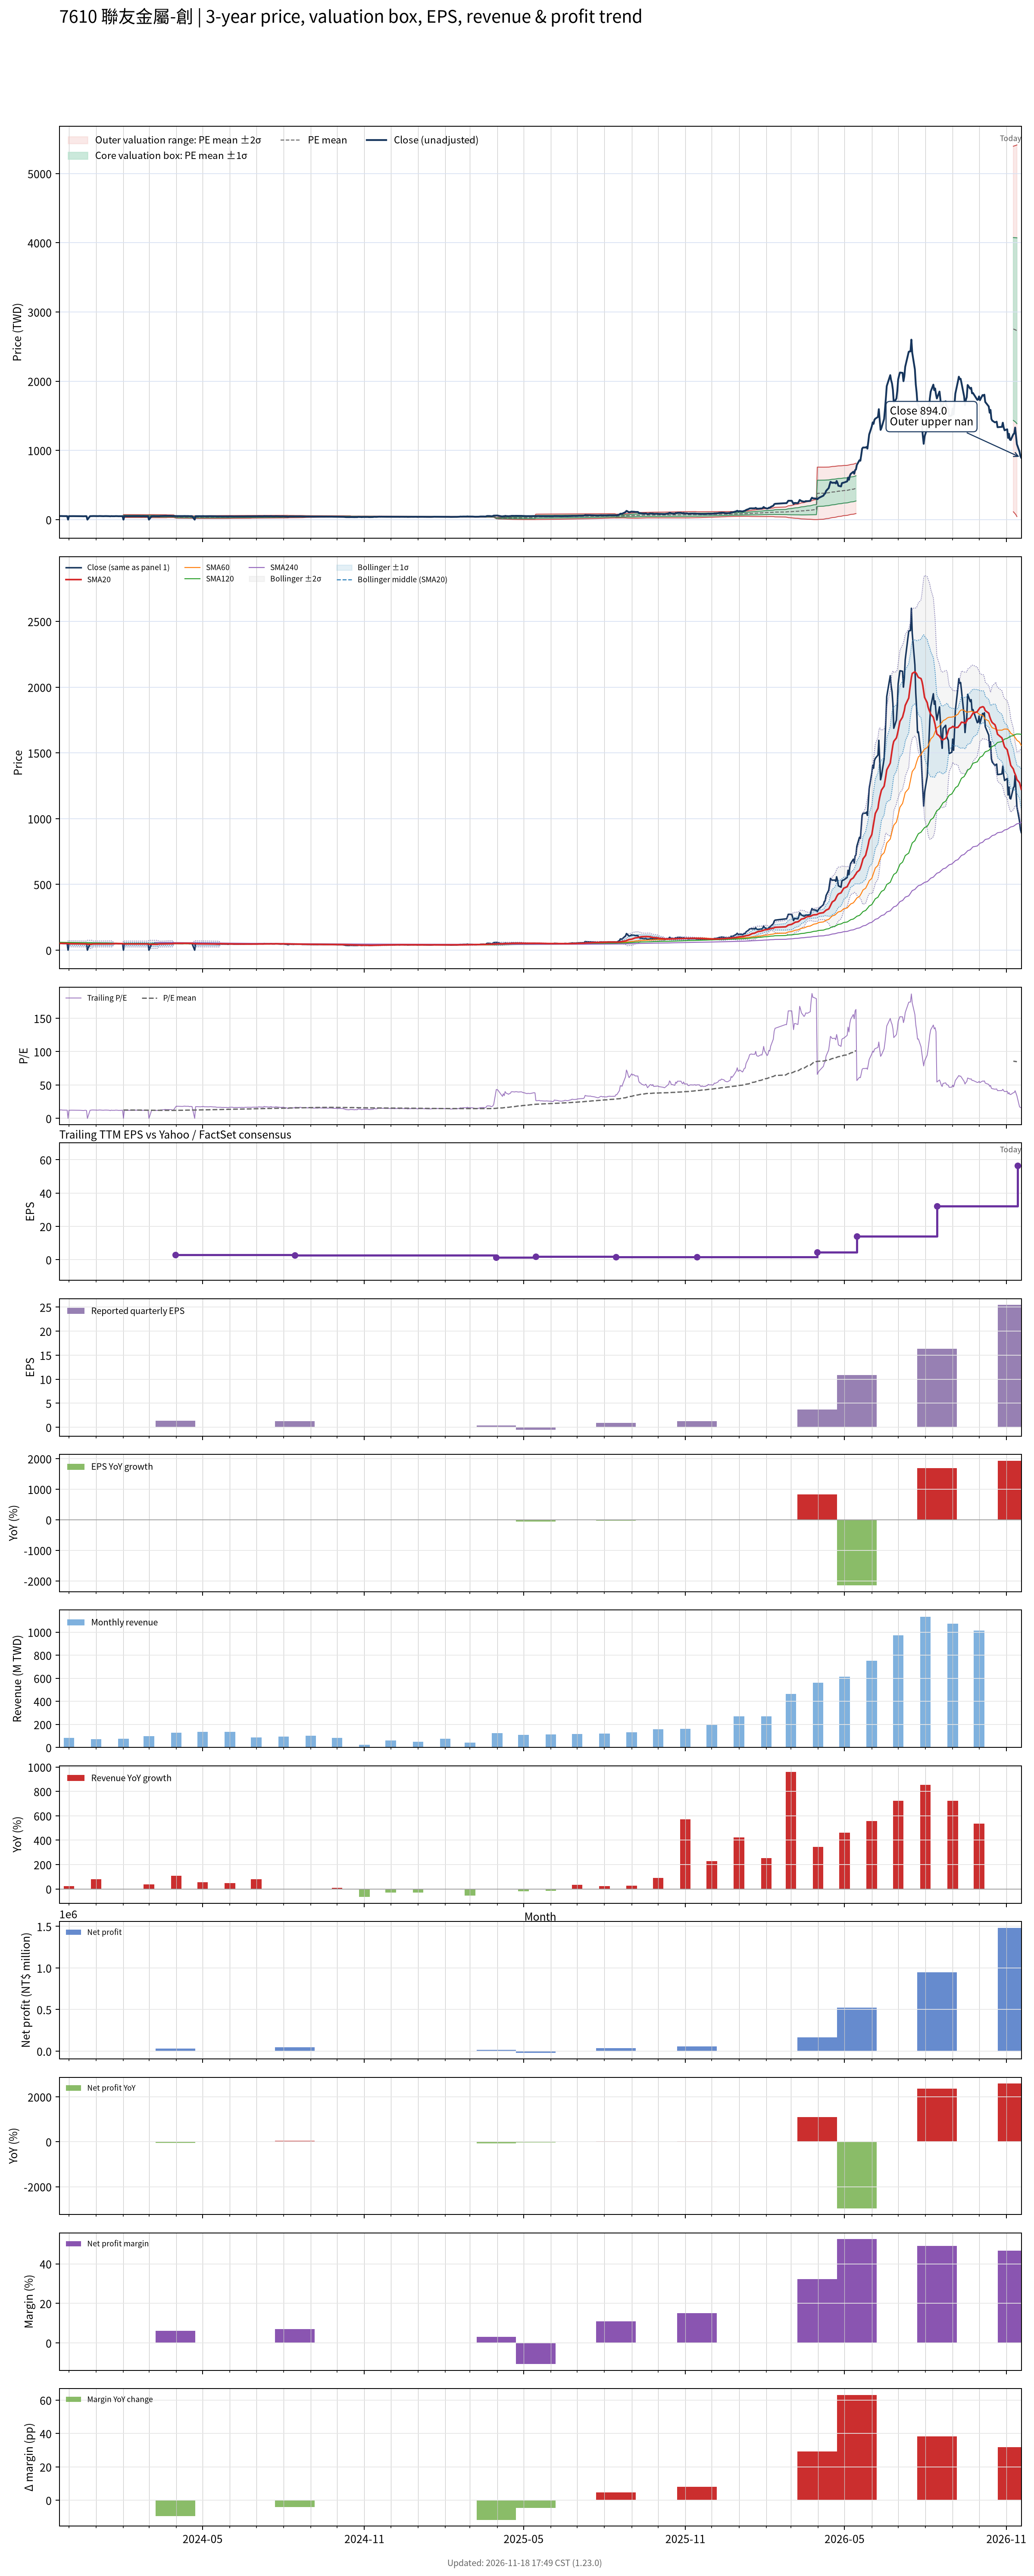 7610 聯友金屬-創 | 3-year price, valuation box, EPS, revenue & profit trend
Outer valuation range: PE mean ±2σ
Core valuation box: PE mean ±1σ
PE mean
Close (unadjusted)
Today
5000
4000
3000
2000
1000
0
Price (TWD)
Close 894.0
Outer upper nan
Close (same as panel 1)
SMA20
SMA60
SMA120
SMA240
Bollinger ±2σ
Bollinger ±1σ
Bollinger middle (SMA20)
2500
2000
1500
1000
500
0
Price
Trailing P/E
P/E mean
150
100
50
0
P/E
Trailing TTM EPS vs Yahoo / FactSet consensus
Today
60
40
20
0
EPS
Reported quarterly EPS
25
20
15
10
5
0
EPS
EPS YoY growth
2000
1000
0
-1000
-2000
YoY (%)
Monthly revenue
1000
800
600
400
200
0
Revenue (M TWD)
Revenue YoY growth
1000
800
600
400
200
0
YoY (%)
Month
1e6
Net profit
1.5
1.0
0.5
0.0
Net profit (NT$ million)
Net profit YoY
2000
0
-2000
YoY (%)
Net profit margin
40
20
0
Margin (%)
Margin YoY change
60
40
20
0
Δ margin (pp)
2024-05
2024-11
2025-05
2025-11
2026-05
2026-11
Updated: 2026-11-18 17:49 CST (1.23.0)